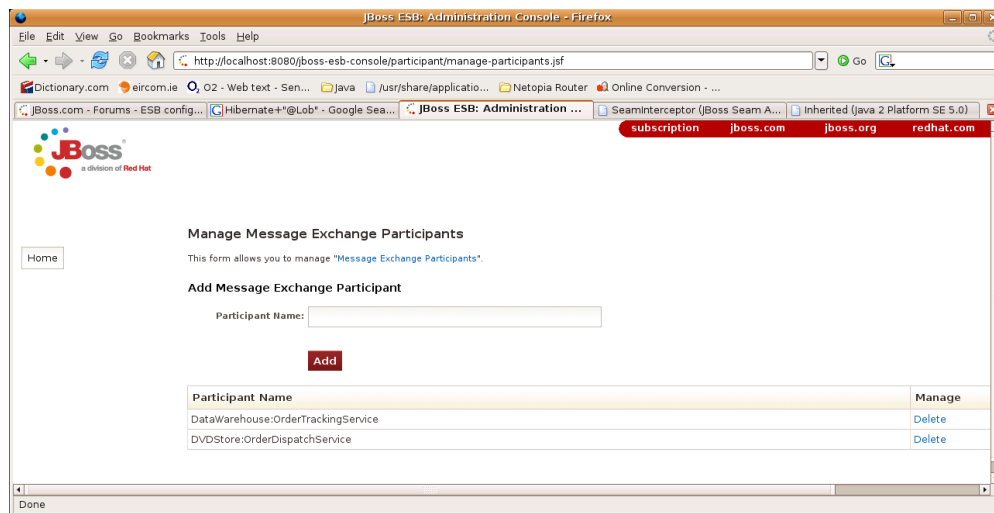 JBoss ESB: Administration Console - Firefox
File Edit View Go Bookmarks Tools Help
http://localhost:8080/jboss-esb-console/participant/manage-participants.jsf Go G
Dictionary.com eircom.ie O2 - Web text - Sen... Java /usr/share/applicatio... Netopia Router Online Conversion - ...
JBoss.com - Forums - ESB config... Hibernate+"@Lob" - Google Sea... JBoss ESB: Administration ... SeamInterceptor (JBoss Seam A... Inherited (Java 2 Platform SE 5.0)
subscription jboss.com jboss.org redhat.com
JBoss
a division of Red Hat
Manage Message Exchange Participants
Home
This form allows you to manage "Message Exchange Participants".
Add Message Exchange Participant
Participant Name:
Add
Participant Name Manage
DataWarehouse:OrderTrackingService Delete
DVDStore:OrderDispatchService Delete
Done